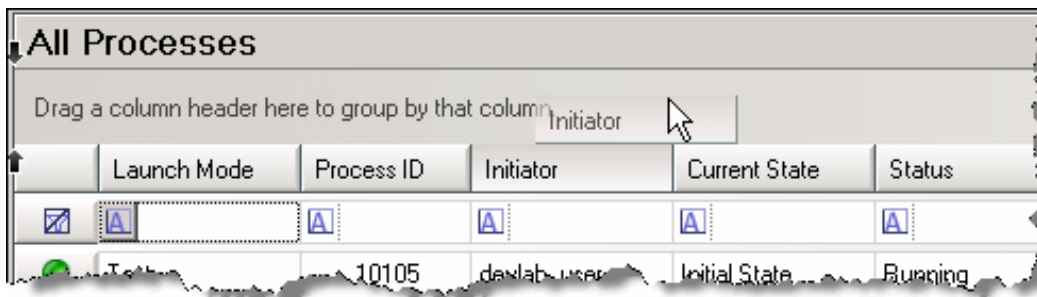 All Processes
Drag a column header here to group by that column
Initiator
Launch Mode Process ID Initiator Current State Status
A A A A A
10105 Initial State Running